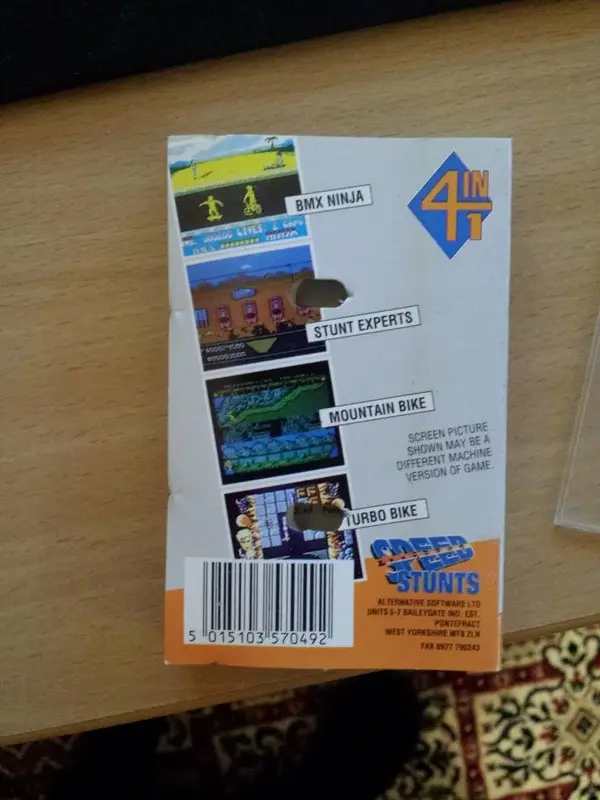 4 IN 1
BMX NINJA
STUNT EXPERTS
MOUNTAIN BIKE
SCREEN PICTURE
SHOWN MAY BE A
DIFFERENT MACHINE
VERSION OF GAME.
TURBO BIKE
SPEED
STUNTS
ALTERNATIVE SOFTWARE LTD
UNITS 5-7 BAILEYGATE IND. EST.
PONTEFRACT
WEST YORKSHIRE WF8 2LN
FAX 0977 790243
5 015103 570492